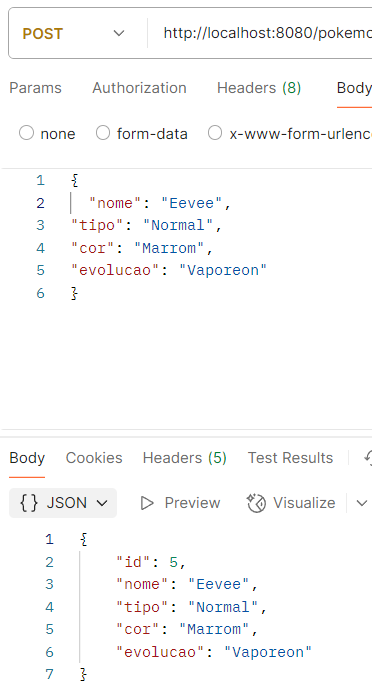 POST http://localhost:8080/pokemo
Params Authorization Headers (8) Body
none form-data x-www-form-urlenc
1 {
2 "nome": "Eevee",
3 "tipo": "Normal",
4 "cor": "Marrom",
5 "evolucao": "Vaporeon"
6 }
Body Cookies Headers (5) Test Results
{} JSON Preview Visualize
1 {
2 "id": 5,
3 "nome": "Eevee",
4 "tipo": "Normal",
5 "cor": "Marrom",
6 "evolucao": "Vaporeon"
7 }